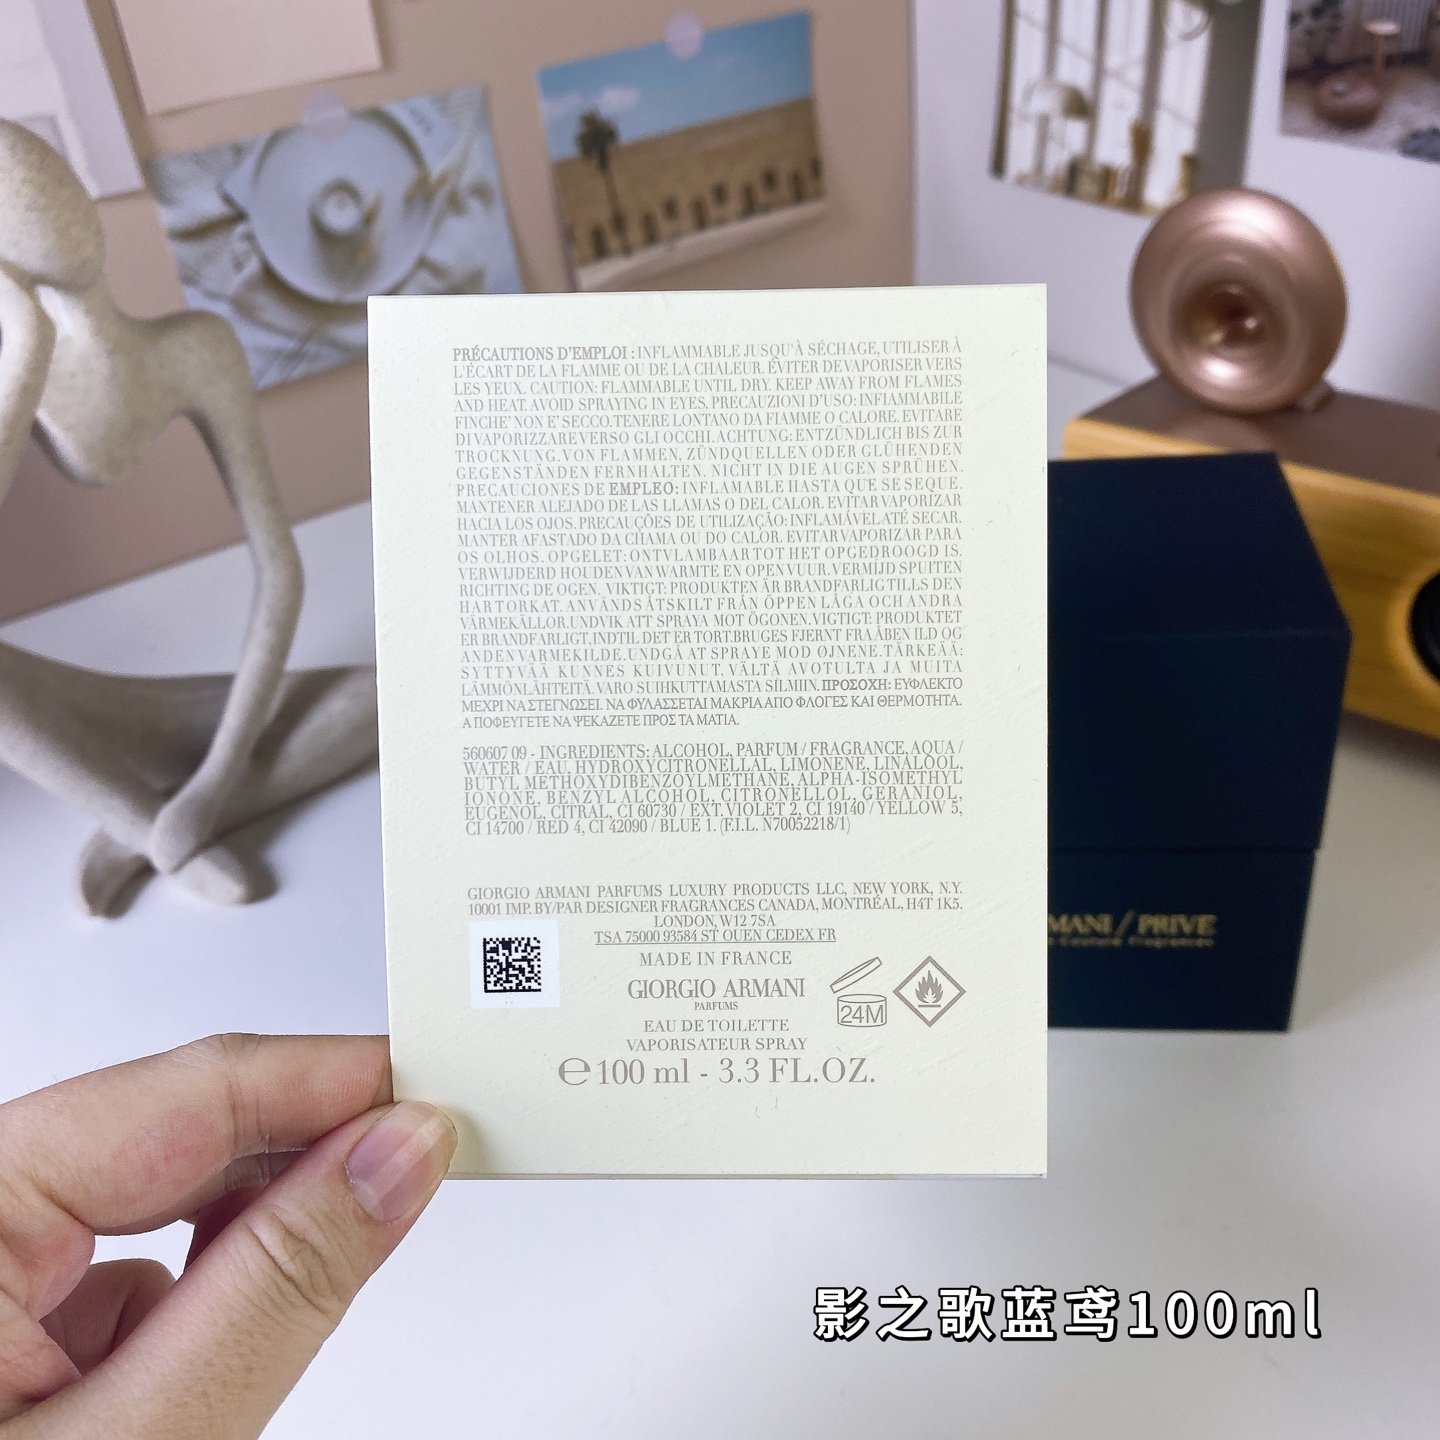 PRÉCAUTIONS D'EMPLOI : INFLAMMABLE JUSQU'À SÉCHAGE, UTILISER À
L'ÉCART DE LA FLAMME OU DE LA CHALEUR. ÉVITER DE VAPORISER VERS
LES YEUX. CAUTION: FLAMMABLE UNTIL DRY. KEEP AWAY FROM FLAMES
AND HEAT. AVOID SPRAYING IN EYES. PRECAUZIONI D'USO: INFIAMMABILE
FINCHE' NON E' SECCO. TENERE LONTANO DA FIAMME O CALORE. EVITARE
DI VAPORIZZARE VERSO GLI OCCHI. ACHTUNG: ENTZÜNDLICH BIS ZUR
TROCKNUNG. VON FLAMMEN, ZÜNDQUELLEN ODER GLÜHENDEN
GEGENSTÄNDEN FERNHALTEN. NICHT IN DIE AUGEN SPRÜHEN.
PRECAUCIONES DE EMPLEO: INFLAMABLE HASTA QUE SE SEQUE.
MANTENER ALEJADO DE LAS LLAMAS O DEL CALOR. EVITAR VAPORIZAR
HACIA LOS OJOS. PRECAUÇÕES DE UTILIZAÇÃO: INFLAMÁVEL ATÉ SECAR.
MANTER AFASTADO DA CHAMA OU DO CALOR. EVITAR VAPORIZAR PARA
OS OLHOS. OPGELET: ONTVLAMBAAR TOT HET OPGEDROOGD IS.
VERWIJDERD HOUDEN VAN WARMTE EN OPEN VUUR. VERMIJD SPUITEN
RICHTING DE OGEN. VIKTIGT: PRODUKTEN ÄR BRANDFARLIG TILLS DEN
HAR TORKAT. ANVÄNDS ÅTSKILT FRÅN ÖPPEN LÅGA OCH ANDRA
VÄRMEKÄLLOR. UNDVIK ATT SPRAYA MOT ÖGONEN. VIGTIGT: PRODUKTET
ER BRANDFARLIGT, INDTIL DET ER TORT. BRUGES FJERNT FRA ÅBEN ILD OG
ANDEN VARMEKILDE. UNDGÅ AT SPRAYE MOD ØJNENE. TÄRKEÄÄ:
SYTTYVÄÄ KUNNES KUIVUNUT. VÄLTÄ AVOTULTA JA MUITA
LÄMMÖNLÄHTEITÄ. VARO SUIHKUTTAMASTA SILMIIN. ΠΡΟΣΟΧΗ: ΕΥΦΛΕΚΤΟ
ΜΕΧΡΙ ΝΑ ΣΤΕΓΝΩΣΕΙ. ΝΑ ΦΥΛΑΣΣΕΤΑΙ ΜΑΚΡΙΑ ΑΠΟ ΦΛΟΓΕΣ ΚΑΙ ΘΕΡΜΟΤΗΤΑ.
ΑΠΟΦΕΥΓΕΤΕ ΝΑ ΨΕΚΑΖΕΤΕ ΠΡΟΣ ΤΑ ΜΑΤΙΑ.
560607 09 - INGREDIENTS: ALCOHOL, PARFUM / FRAGRANCE, AQUA /
WATER / EAU, HYDROXYCITRONELLAL, LIMONENE, LINALOOL,
BUTYL METHOXYDIBENZOYLMETHANE, ALPHA-ISOMETHYL
IONONE, BENZYL ALCOHOL, CITRONELLOL, GERANIOL,
EUGENOL, CITRAL, CI 60730 / EXT. VIOLET 2, CI 19140 / YELLOW 5,
CI 14700 / RED 4, CI 42090 / BLUE 1. (F.I.L. N70052218/1)
GIORGIO ARMANI PARFUMS LUXURY PRODUCTS LLC, NEW YORK, N.Y.
10001 IMP. BY/PAR DESIGNER FRAGRANCES CANADA, MONTRÉAL, H4T 1K5.
LONDON, W12 7SA
TSA 75000 93584 ST OUEN CEDEX FR
MADE IN FRANCE
GIORGIO ARMANI
PARFUMS
EAU DE TOILETTE
VAPORISATEUR SPRAY
℮ 100 ml - 3.3 FL.OZ.
24M
MANI / PRIVE
Couture Fragrances
影之歌蓝鸢100ml